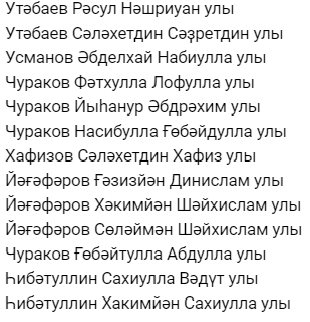 Утәбаев Рәсул Нәшриуан улы
Утәбаев Сәләхетдин Сәҙретдин улы
Усманов Әбделхай Набиулла улы
Чураков Фәтхулла Лофулла улы
Чураков Йыһанур Әбдрәхим улы
Чураков Насибулла Ғөбәйдулла улы
Хафизов Сәләхетдин Хафиз улы
Йәғәфәров Ғәзизйән Динислам улы
Йәғәфәров Хәкимйән Шәйхислам улы
Йәғәфәров Сөләймән Шәйхислам улы
Чураков Ғөбәйтулла Абдулла улы
Һибәтуллин Сахиулла Вәдүт улы
Һибәтуллин Хакимйән Сахиулла улы